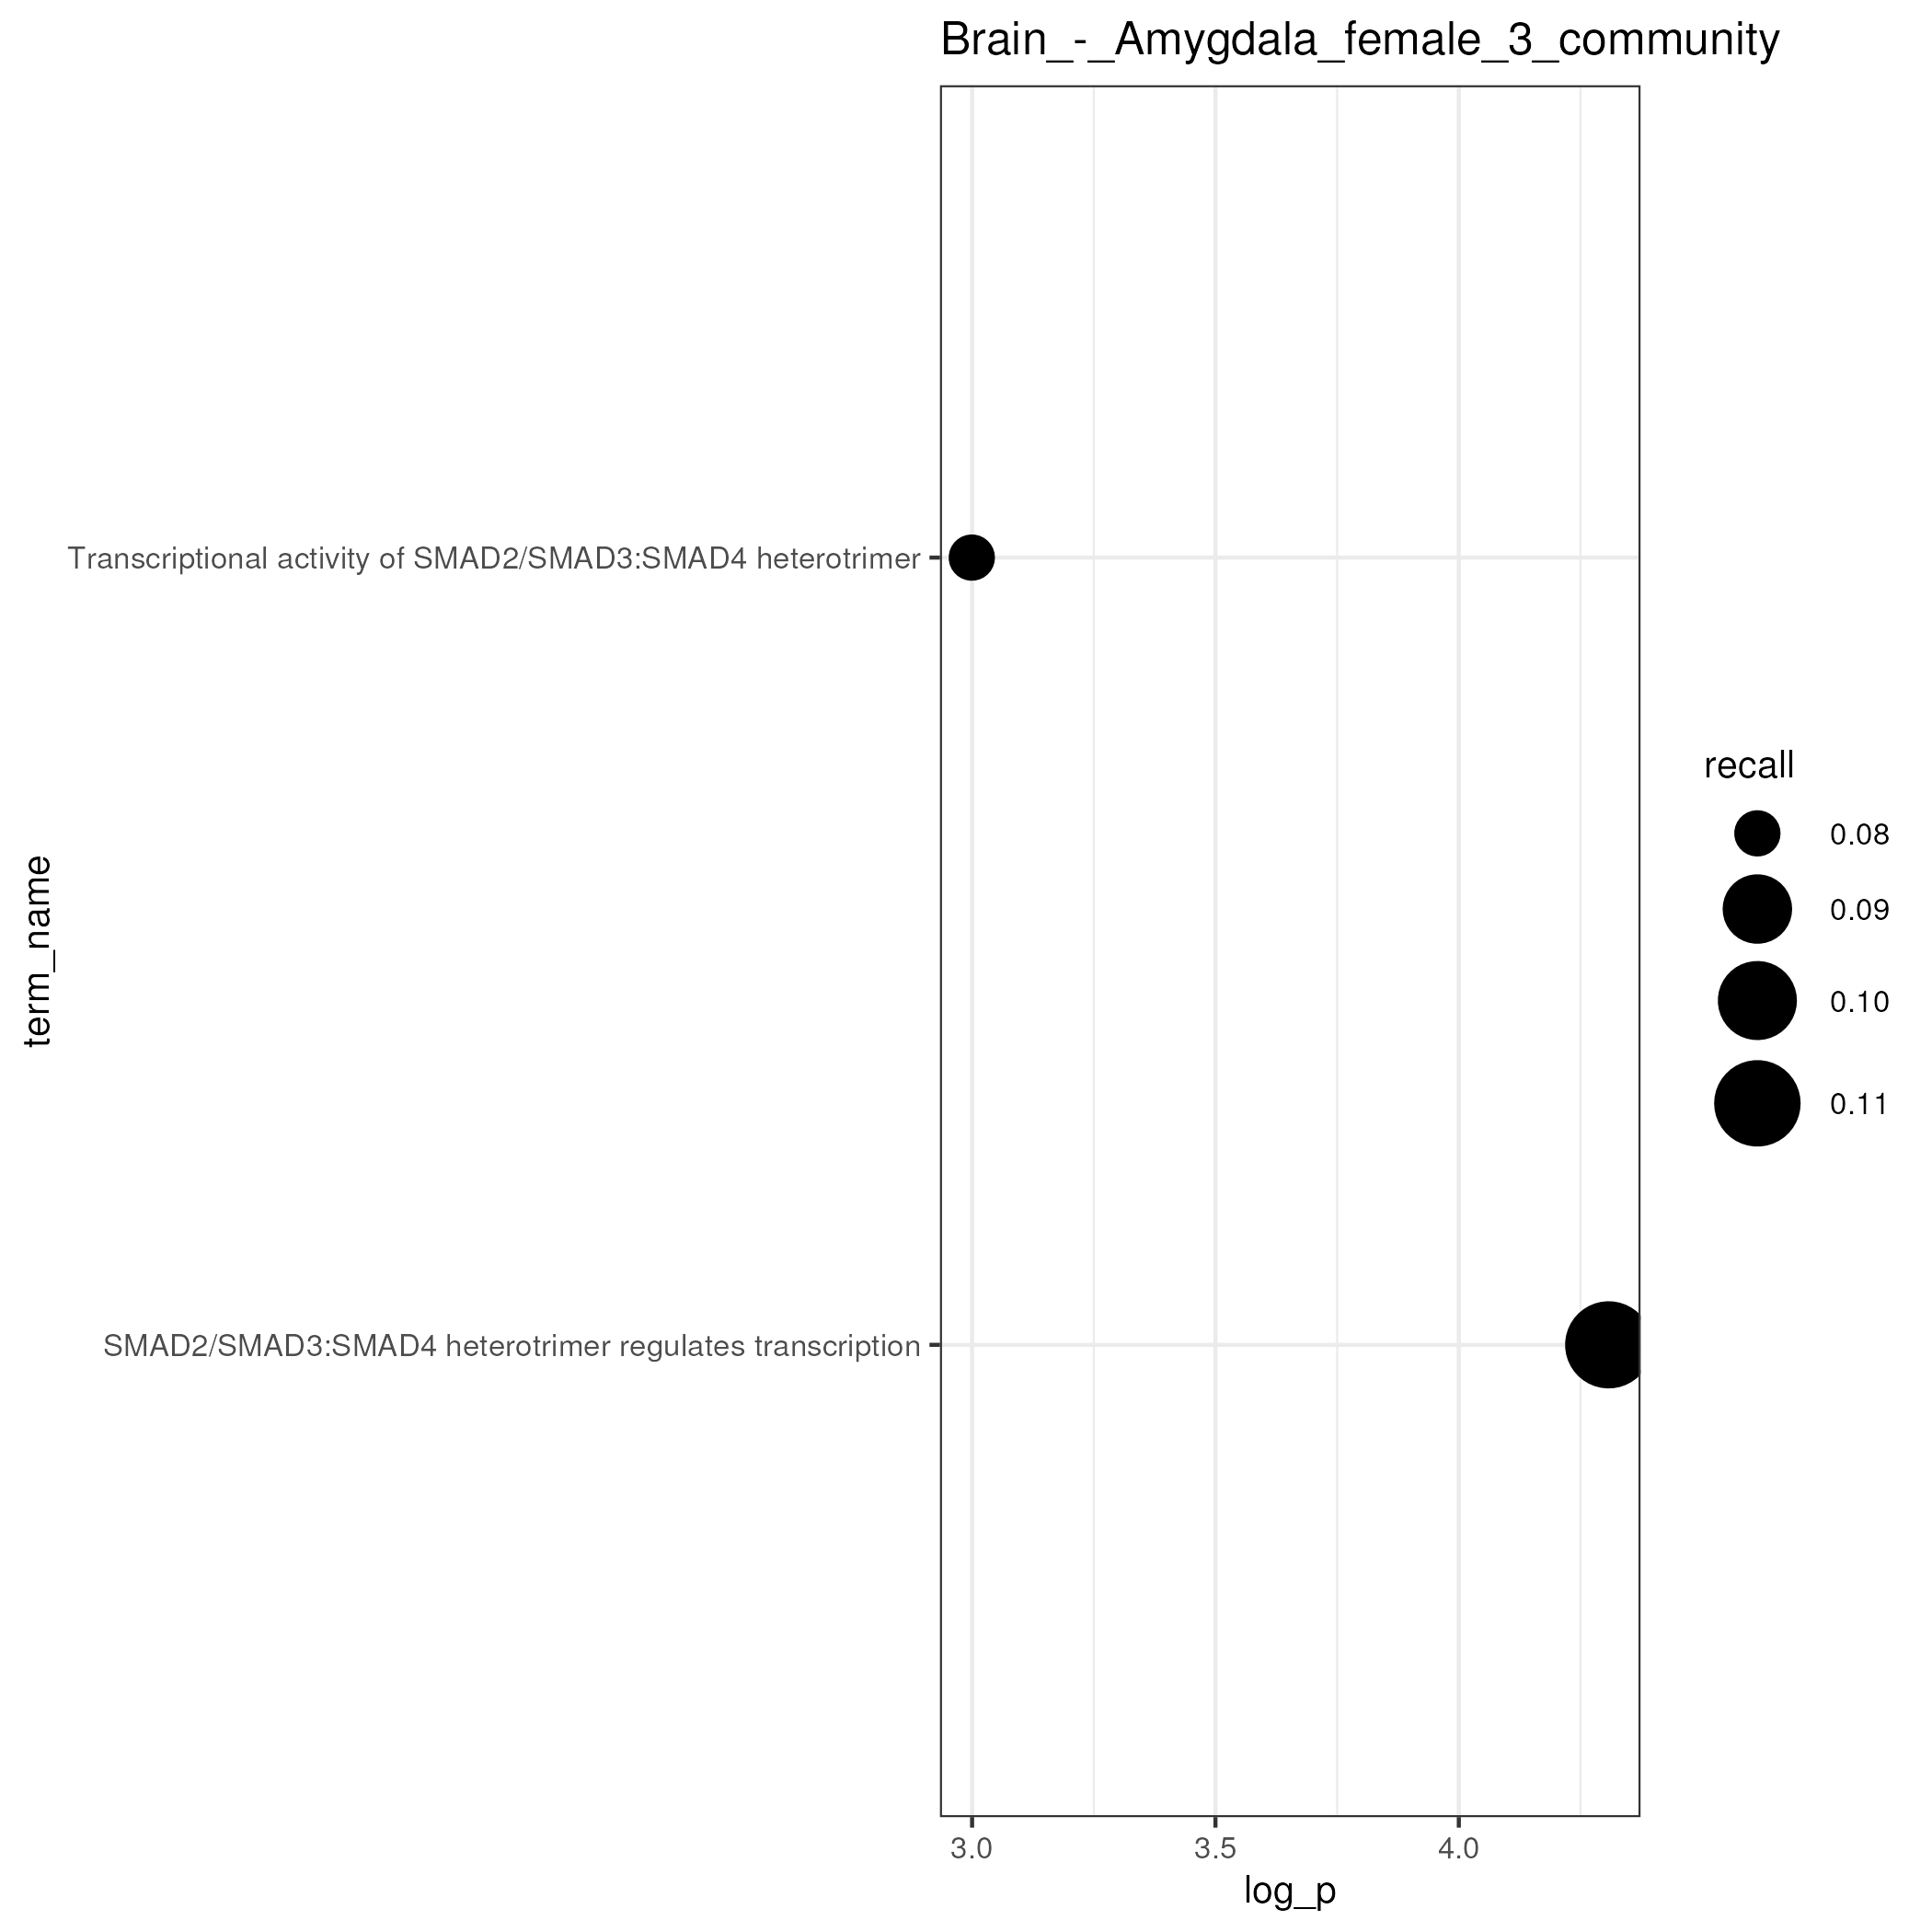 Brain_-_Amygdala_female_3_community
Transcriptional activity of SMAD2/SMAD3:SMAD4 heterotrimer
SMAD2/SMAD3:SMAD4 heterotrimer regulates transcription
term_name
3.0
3.5
4.0
log_p
recall
0.08
0.09
0.10
0.11